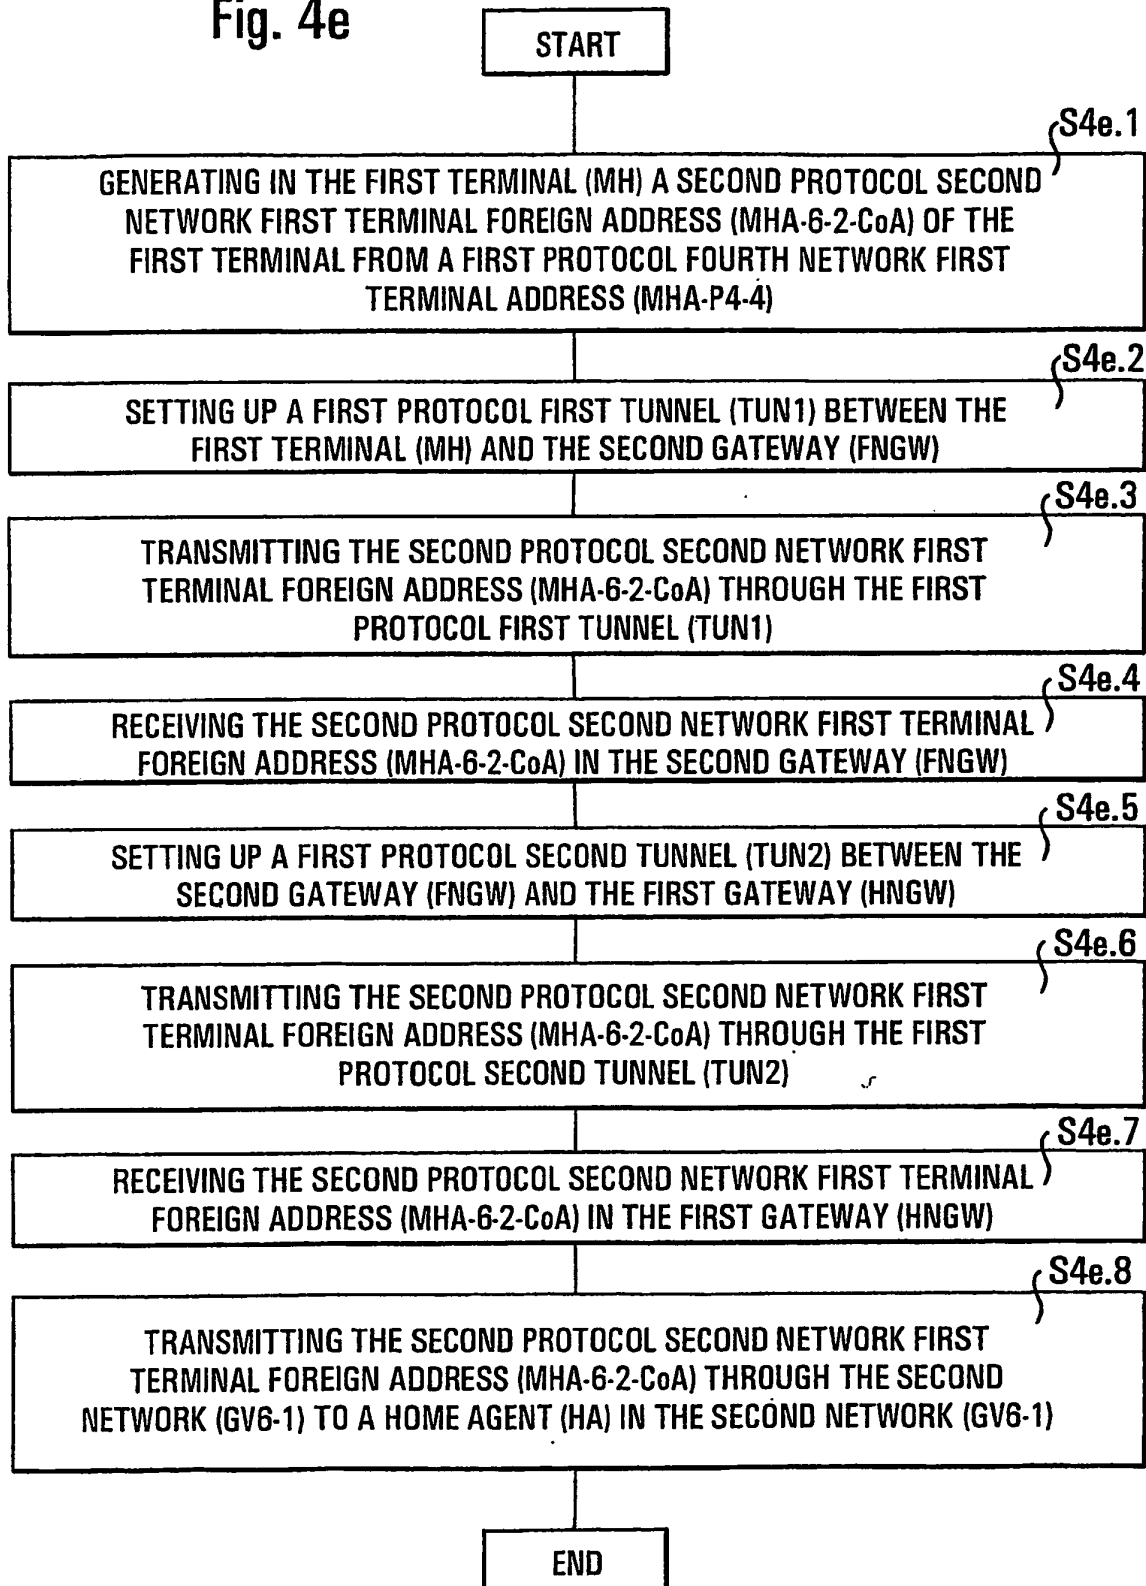 Fig. 4e
START
S4e.1
GENERATING IN THE FIRST TERMINAL (MH) A SECOND PROTOCOL SECOND
NETWORK FIRST TERMINAL FOREIGN ADDRESS (MHA-6-2-CoA) OF THE
FIRST TERMINAL FROM A FIRST PROTOCOL FOURTH NETWORK FIRST
TERMINAL ADDRESS (MHA-P4-4)
S4e.2
SETTING UP A FIRST PROTOCOL FIRST TUNNEL (TUN1) BETWEEN THE
FIRST TERMINAL (MH) AND THE SECOND GATEWAY (FNGW)
S4e.3
TRANSMITTING THE SECOND PROTOCOL SECOND NETWORK FIRST
TERMINAL FOREIGN ADDRESS (MHA-6-2-CoA) THROUGH THE FIRST
PROTOCOL FIRST TUNNEL (TUN1)
S4e.4
RECEIVING THE SECOND PROTOCOL SECOND NETWORK FIRST TERMINAL
FOREIGN ADDRESS (MHA-6-2-CoA) IN THE SECOND GATEWAY (FNGW)
S4e.5
SETTING UP A FIRST PROTOCOL SECOND TUNNEL (TUN2) BETWEEN THE
SECOND GATEWAY (FNGW) AND THE FIRST GATEWAY (HNGW)
S4e.6
TRANSMITTING THE SECOND PROTOCOL SECOND NETWORK FIRST
TERMINAL FOREIGN ADDRESS (MHA-6-2-CoA) THROUGH THE FIRST
PROTOCOL SECOND TUNNEL (TUN2)
S4e.7
RECEIVING THE SECOND PROTOCOL SECOND NETWORK FIRST TERMINAL
FOREIGN ADDRESS (MHA-6-2-CoA) IN THE FIRST GATEWAY (HNGW)
S4e.8
TRANSMITTING THE SECOND PROTOCOL SECOND NETWORK FIRST
TERMINAL FOREIGN ADDRESS (MHA-6-2-CoA) THROUGH THE SECOND
NETWORK (GV6-1) TO A HOME AGENT (HA) IN THE SECOND NETWORK (GV6-1)
END